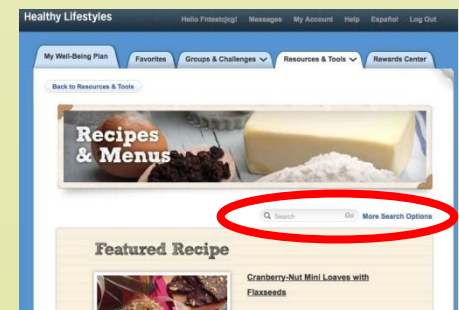 Healthy Lifestyles
Hello Fntestcjcg! Messages My Account Help Español Log Out
My Well-Being Plan Favorites Groups & Challenges Resources & Tools Rewards Center
Back to Resources & Tools
Recipes
& Menus
Search Go More Search Options
Featured Recipe
Cranberry-Nut Mini Loaves with
Flaxseeds